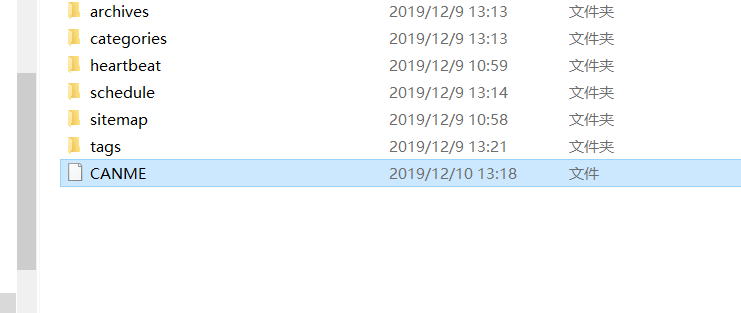 archives 2019/12/9 13:13 文件夹
categories 2019/12/9 13:13 文件夹
heartbeat 2019/12/9 10:59 文件夹
schedule 2019/12/9 13:14 文件夹
sitemap 2019/12/9 10:58 文件夹
tags 2019/12/9 13:21 文件夹
CANME 2019/12/10 13:18 文件